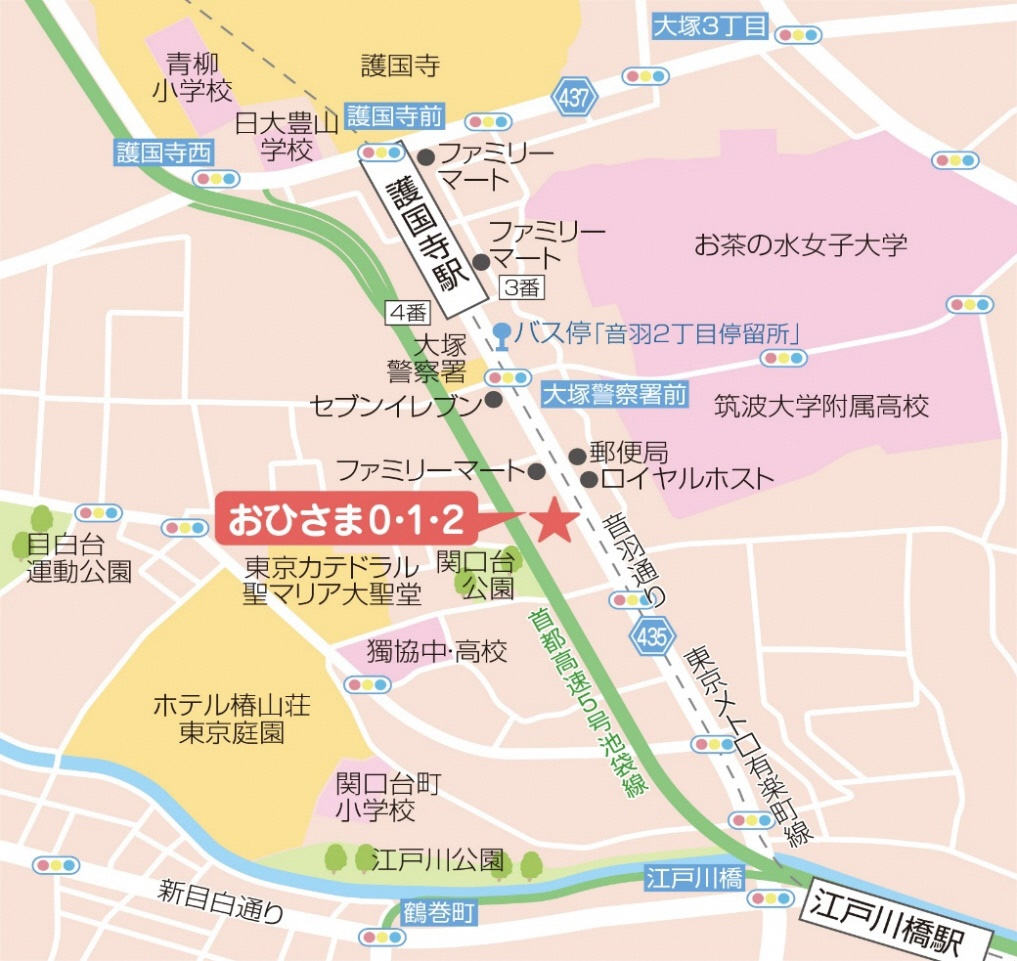 大塚3丁目
青柳
小学校
護国寺
437
日大豊山
学校
護国寺前
護国寺西
ファミリー
マート
護国寺駅
ファミリー
マート
お茶の水女子大学
3番
4番
バス停「音羽2丁目停留所」
大塚
警察署
大塚警察署前
セブンイレブン
筑波大学附属高校
郵便局
ファミリーマート
ロイヤルホスト
おひさま0・1・2
音羽通り
目白台
運動公園
東京カテドラル
聖マリア大聖堂
関口台
公園
首都高速5号池袋線
435
獨協中・高校
東京メトロ有楽町線
ホテル椿山荘
東京庭園
関口台町
小学校
江戸川公園
江戸川橋
新目白通り
鶴巻町
江戸川橋駅